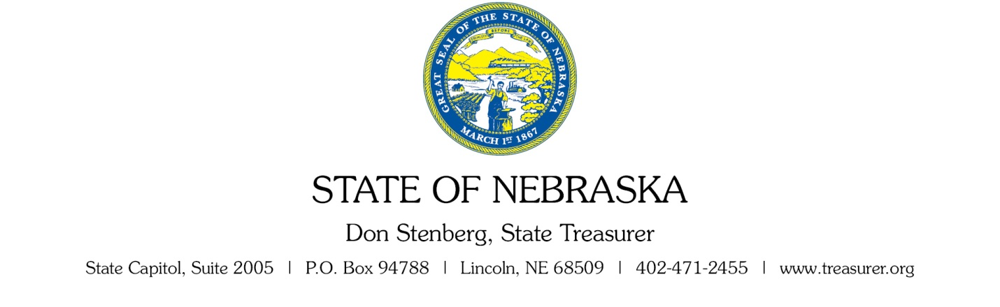 GREAT SEAL OF THE STATE OF NEBRASKA
EQUALITY BEFORE THE LAW
MARCH 1ST 1867
STATE OF NEBRASKA
Don Stenberg, State Treasurer
State Capitol, Suite 2005 | P.O. Box 94788 | Lincoln, NE 68509 | 402-471-2455 | www.treasurer.org